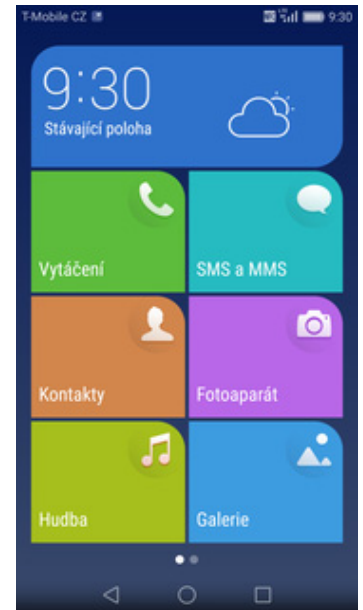 T-Mobile CZ
9:30
9:30
Stávající poloha
Vytáčení
SMS a MMS
Kontakty
Fotoaparát
Hudba
Galerie